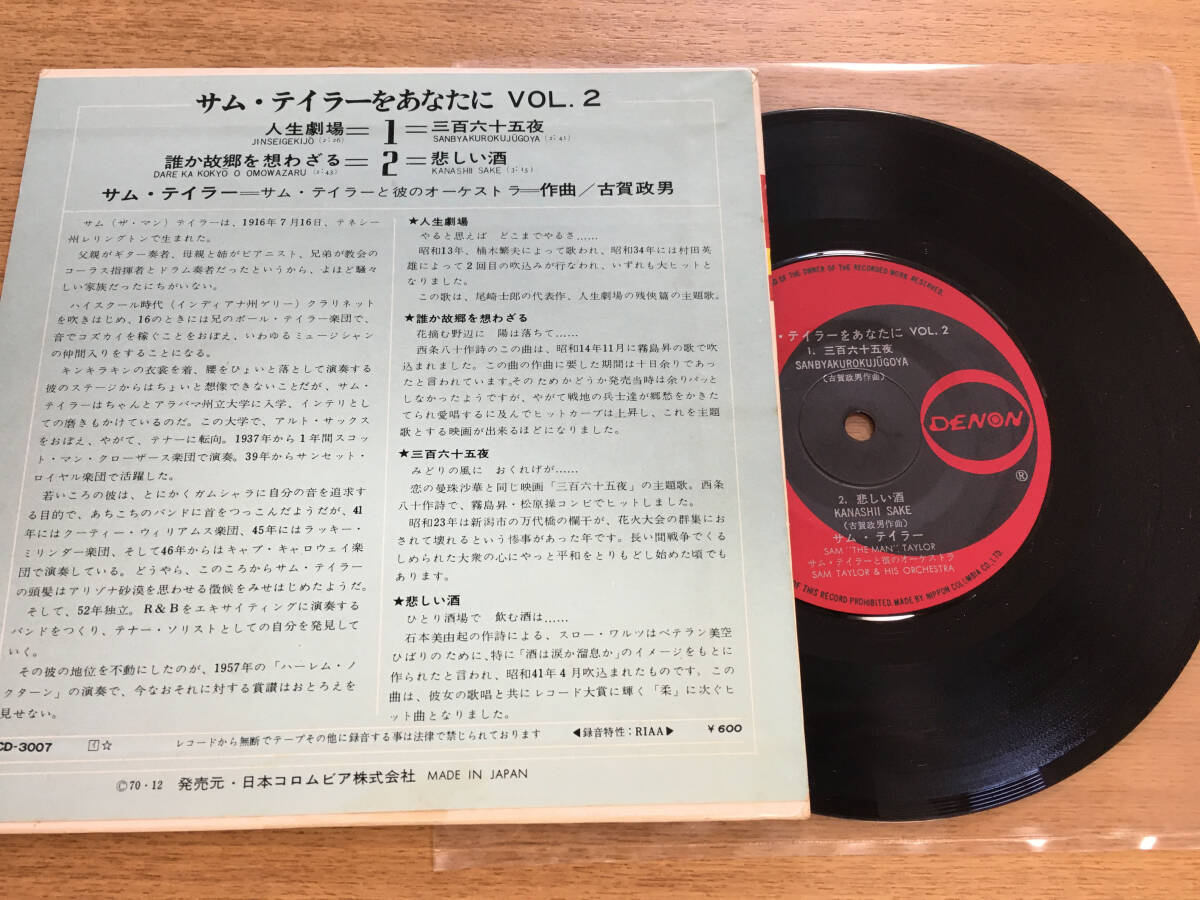 サム・テイラーをあなたに VOL. 2
人生劇場＝1＝三百六十五夜
JINSEIGEKIJO (2:26) SANBYAKUROKUJŪGOYA (2:41)
誰か故郷を想わざる＝2＝悲しい酒
DARE KA KOKYŌ O OMOWAZARU (2:43) KANASHII SAKE (3:15)
サム・テイラー＝サム・テイラーと彼のオーケストラ＝作曲／古賀政男
サム（ザ・マン）テイラーは、1916年7月16日、テネシー
州レリングトンで生まれた。
父親がギター奏者、母親と姉がピアニスト、兄弟が教会の
コーラス指揮者とドラム奏者だったというから、よほど騒々
しい家族だったにちがいない。
ハイスクール時代（インディアナ州ゲリー）クラリネット
を吹きはじめ、16のときには兄のポール・テイラー楽団で、
音でコズカイを稼ぐことをおぼえ、いわゆるミュージシャン
の仲間入りをすることになる。
キンキラキンの衣裳を着、腰をひょいと落として演奏する
彼のステージからはちょいと想像できないことだが、サム・
テイラーはちゃんとアラバマ州立大学に入学、インテリとし
ての磨きもかけているのだ。この大学で、アルト・サックス
をおぼえ、やがて、テナーに転向。1937年から1年間スコッ
ト・マン・クローザース楽団で演奏。39年からサンセット・
ロイヤル楽団で活躍した。
若いころの彼は、とにかくガムシャラに自分の音を追求す
る目的で、あちこちのバンドに首をつっこんだようだが、41
年にはクーティー・ウィリアムス楽団、45年にはラッキー・
ミリンダー楽団、そして46年からはキャブ・キャロウェイ楽
団で演奏している。どうやら、このころからサム・テイラー
の頭髪はアリゾナ砂漠を思わせる徴候をみせはじめたようだ。
そして、52年独立。R&Bをエキサイティングに演奏する
バンドをつくり、テナー・ソリストとしての自分を発見して
いく。
その彼の地位を不動にしたのが、1957年の「ハーレム・ノ
クターン」の演奏で、今なおそれに対する賞讃はおとろえを
見せない。
★人生劇場
やると思えば どこまでやるさ……
昭和13年、楠木繁夫によって歌われ、昭和34年には村田英
雄によって2回目の吹込みが行なわれ、いずれも大ヒットと
なりました。
この歌は、尾崎士郎の代表作、人生劇場の残俠篇の主題歌。
★誰か故郷を想わざる
花摘む野辺に 陽は落ちて……
西条八十作詩のこの曲は、昭和14年11月に霧島昇の歌で吹
込まれました。この曲の作曲に要した期間は十日余りであっ
たと言われています。そのためかどうか発売当時は余りパッと
しなかったようですが、やがて戦地の兵士達が郷愁をかきた
てられ愛唱するに及んでヒットカーブは上昇し、これを主題
歌とする映画が出来るほどになりました。
★三百六十五夜
みどりの風に おくれげが……
恋の曼珠沙華と同じ映画「三百六十五夜」の主題歌。西条
八十作詩で、霧島昇・松原操コンビでヒットしました。
昭和23年は新潟市の万代橋の欄干が、花火大会の群集にお
されて壊れるという惨事があった年です。長い間戦争でくる
しめられた大衆の心にやっと平和をとりもどし始めた頃でも
あります。
★悲しい酒
ひとり酒場で 飲む酒は……
石本美由起の作詩による、スロー・ワルツはベテラン美空
ひばりのために、特に「酒は涙か溜息か」のイメージをもとに
作られたと言われ、昭和41年4月吹込まれたものです。この
曲は、彼女の歌唱と共にレコード大賞に輝く「柔」に次ぐヒ
ット曲となりました。
CD-3007 イ☆ レコードから無断でテープその他に録音する事は法律で禁じられております ◀録音特性：RIAA▶ ￥600
Ⓒ70・12 発売元・日本コロムビア株式会社 MADE IN JAPAN
OF THE OWNER OF THE RECORDED WORK RESERVED.
・テイラーをあなたに VOL. 2
1. 三百六十五夜
SANBYAKUROKUJŪGOYA
（古賀政男作曲）
DENON
®
2. 悲しい酒
KANASHII SAKE
（古賀政男作曲）
サム・テイラー
SAM "THE MAN" TAYLOR
サム・テイラーと彼のオーケストラ
SAM TAYLOR & HIS ORCHESTRA
OF THIS RECORD PROHIBITED. MADE BY NIPPON COLUMBIA CO., LTD.